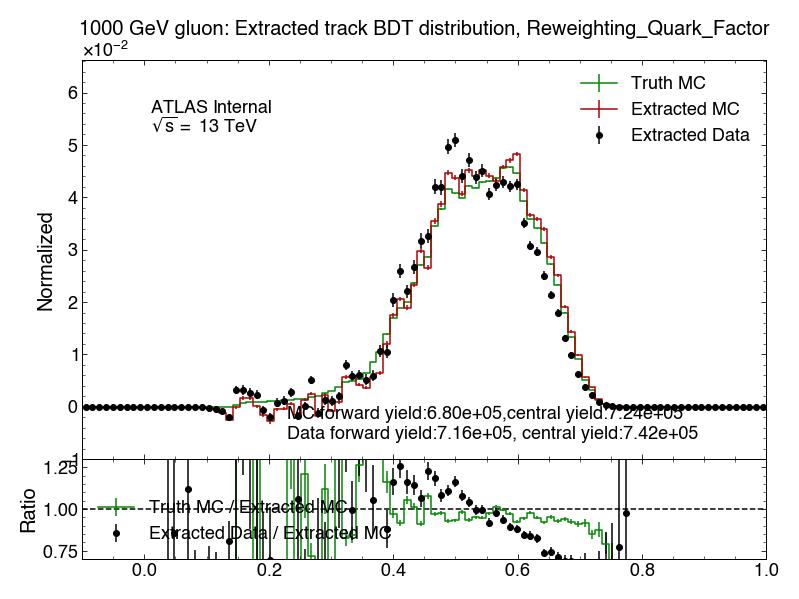 1000 GeV gluon: Extracted track BDT distribution, Reweighting_Quark_Factor
×10⁻²
ATLAS Internal
√s = 13 TeV
Truth MC
Extracted MC
Extracted Data
Normalized
6
5
4
3
2
1
0
1
MC forward yield:6.80e+05,central yield:7.24e+05
Data forward yield:7.16e+05, central yield:7.42e+05
Ratio
1.25
1.00
0.75
Truth MC / Extracted MC
Extracted Data / Extracted MC
0.0 0.2 0.4 0.6 0.8 1.0